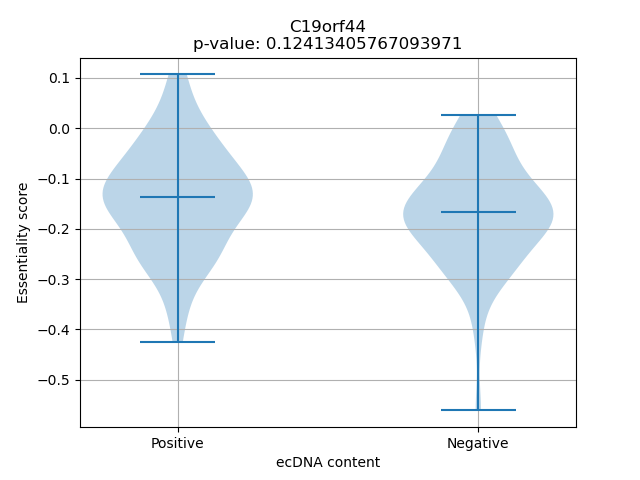 C19orf44
p-value: 0.12413405767093971
0.1
0.0
−0.1
−0.2
−0.3
−0.4
−0.5
Essentiality score
Positive
Negative
ecDNA content